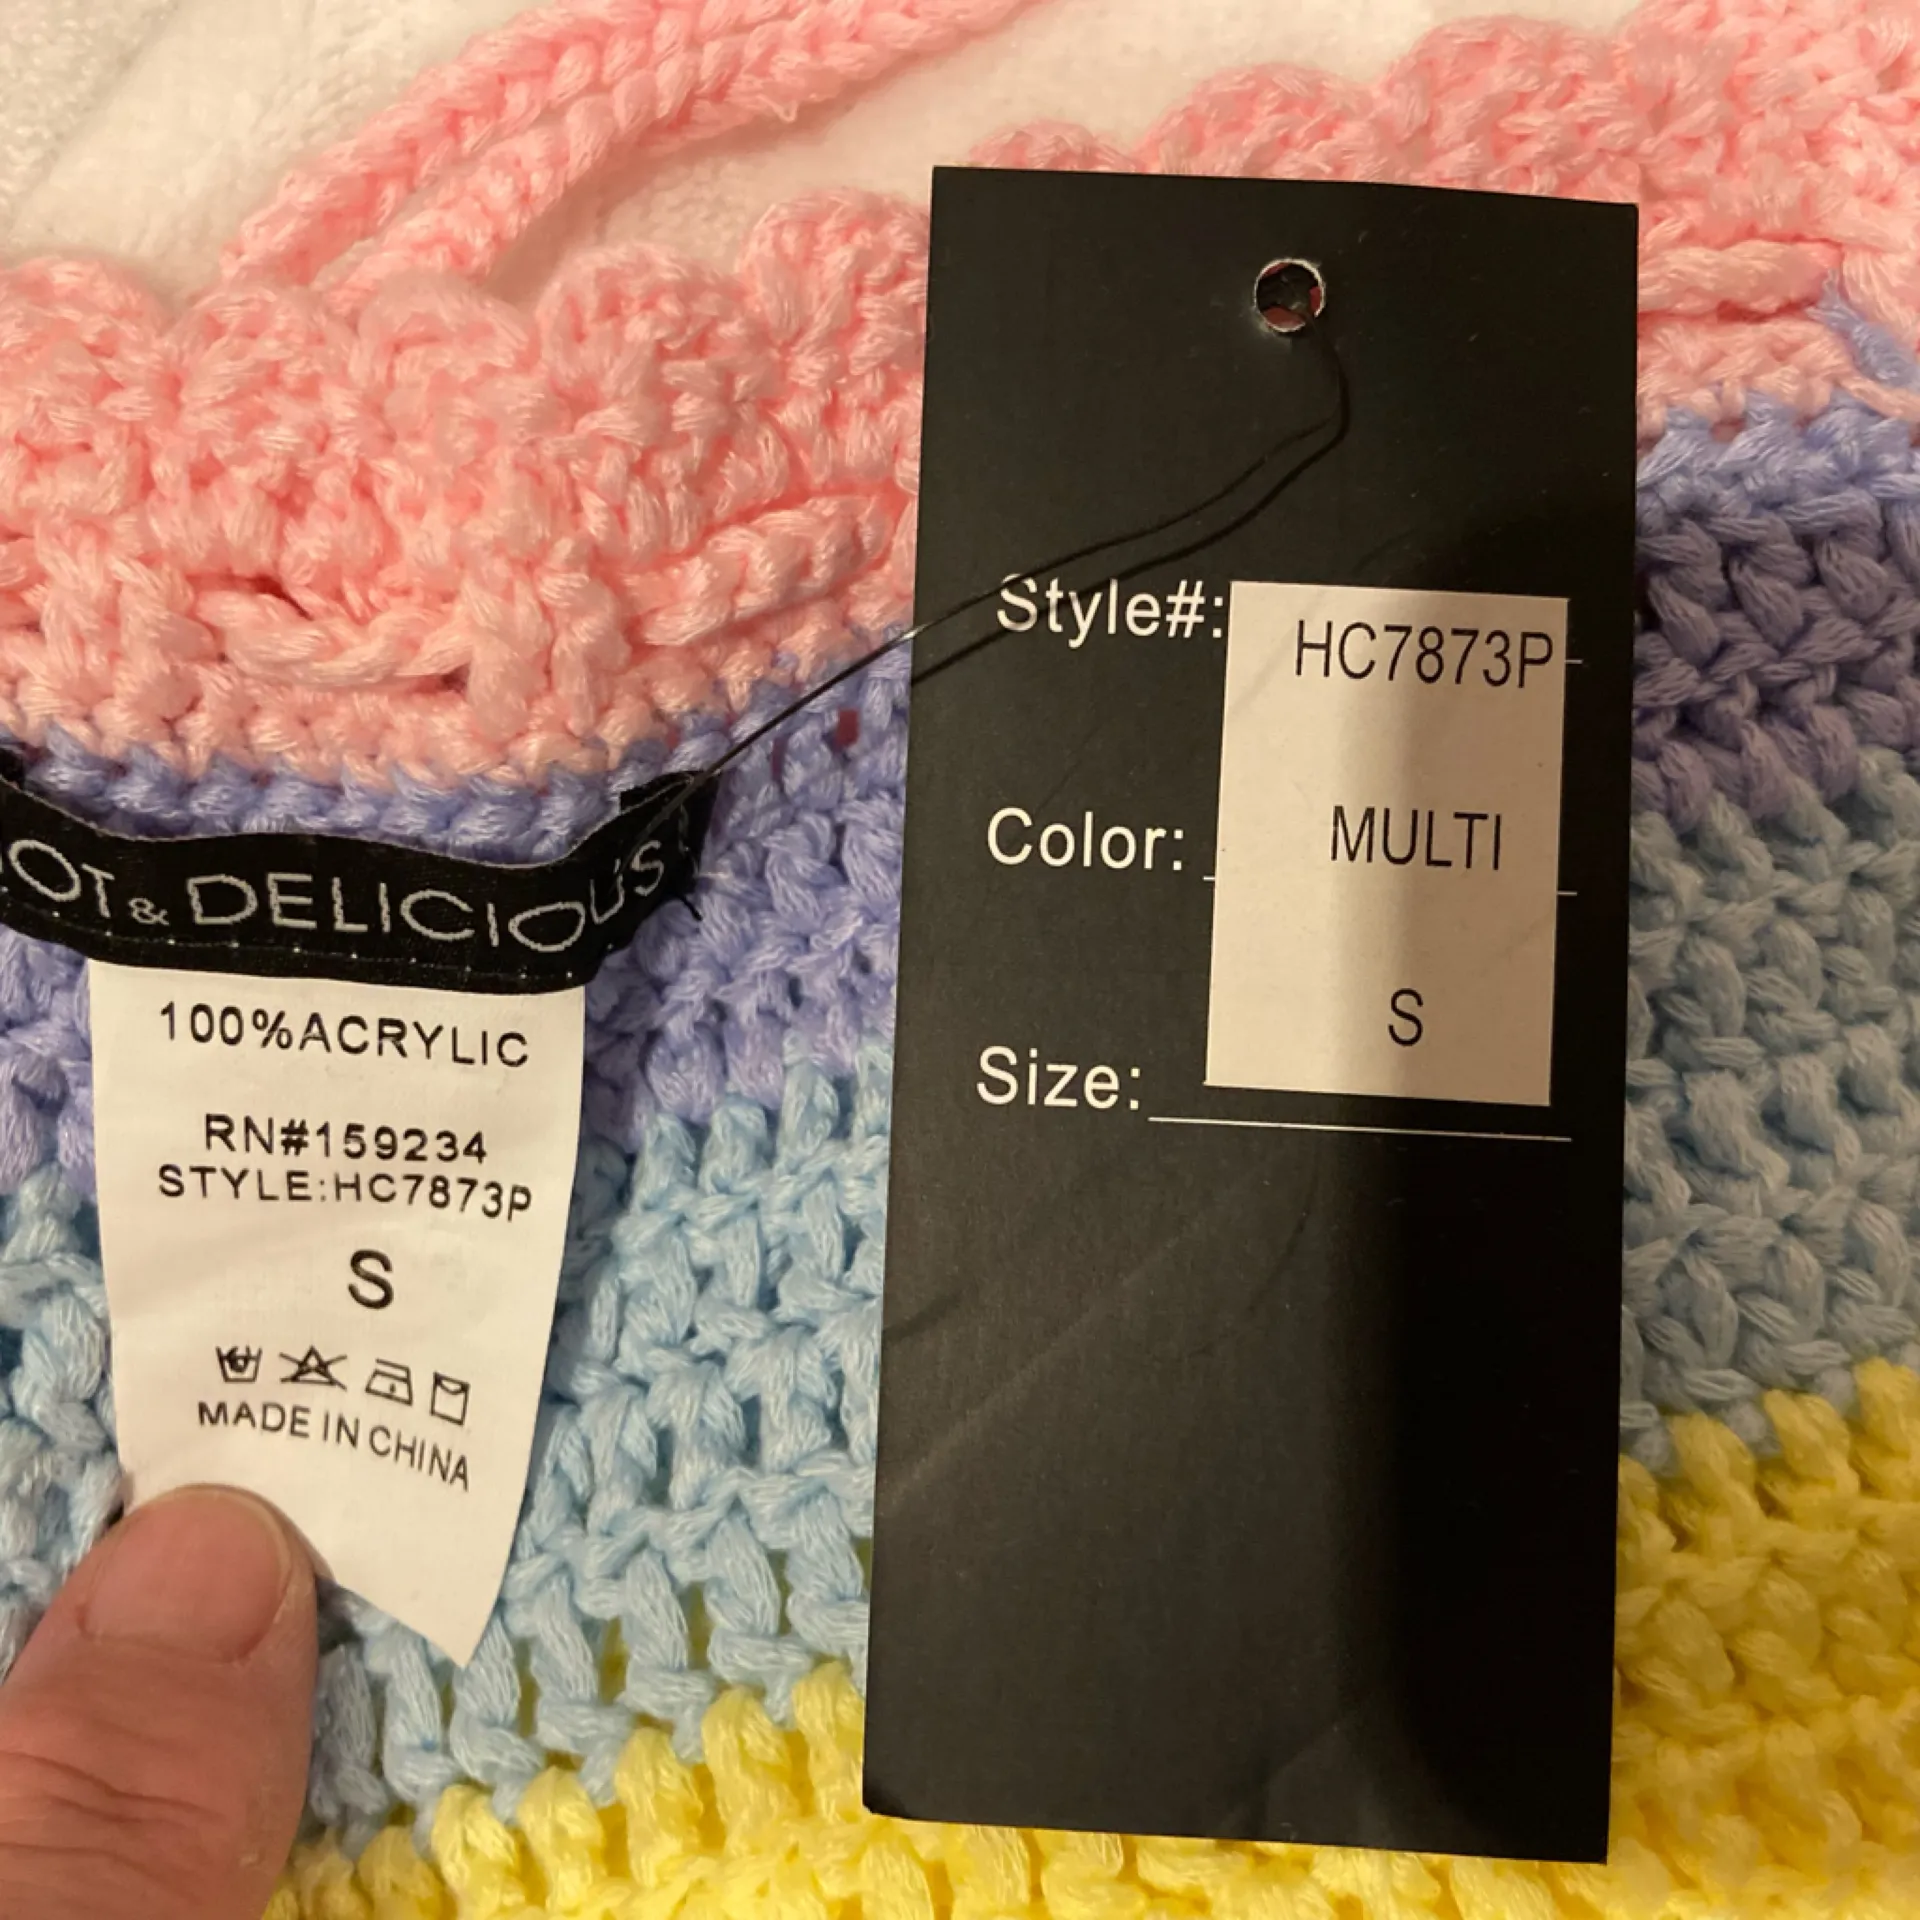 OT & DELICIOUS
100%ACRYLIC
RN#159234
STYLE:HC7873P
S
MADE IN CHINA
Style#: HC7873P
Color: MULTI
Size: S